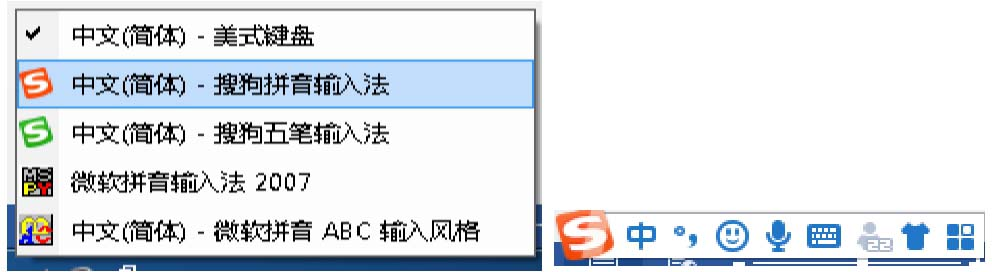 中文(简体) - 美式键盘
中文(简体) - 搜狗拼音输入法
中文(简体) - 搜狗五笔输入法
微软拼音输入法 2007
中文(简体) - 微软拼音 ABC 输入风格
中 °, 22